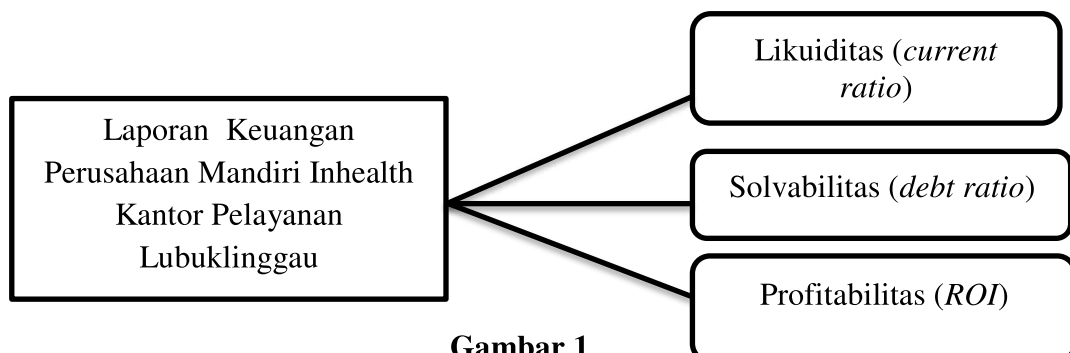 Laporan Keuangan
Perusahaan Mandiri Inhealth
Kantor Pelayanan
Lubuklinggau
Likuiditas (current
ratio)
Solvabilitas (debt ratio)
Profitabilitas (ROI)
Gambar 1